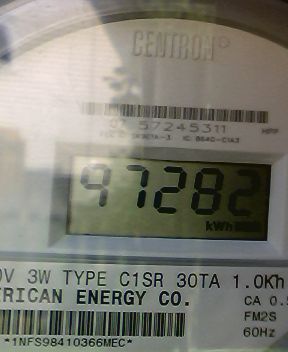 CENTRON
57245311
97282
kWh
0V 3W TYPE C1SR 30TA 1.0Kh
ERICAN ENERGY CO.
CA 0.5
FM2S
60Hz
*1NFS98410366MEC*